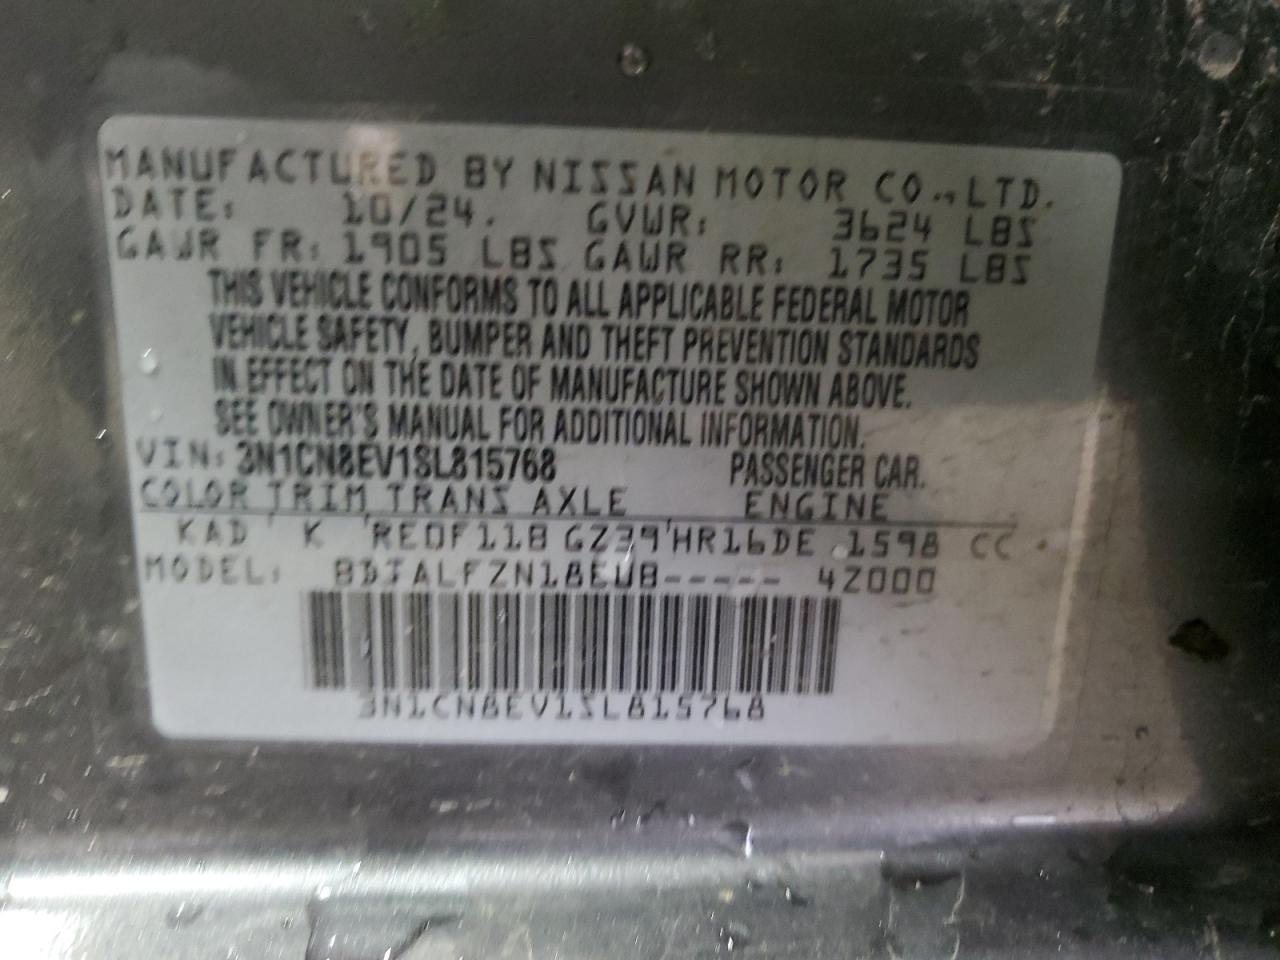 MANUFACTURED BY NISSAN MOTOR CO.,LTD.
DATE: 10/24. GVWR: 3624 LBS
GAWR FR: 1905 LBS GAWR RR: 1735 LBS
THIS VEHICLE CONFORMS TO ALL APPLICABLE FEDERAL MOTOR
VEHICLE SAFETY, BUMPER AND THEFT PREVENTION STANDARDS
IN EFFECT ON THE DATE OF MANUFACTURE SHOWN ABOVE.
SEE OWNER'S MANUAL FOR ADDITIONAL INFORMATION.
VIN: 3N1CN8EV1SL815768 PASSENGER CAR.
COLOR TRIM TRANS AXLE ENGINE
KAD K RE0F11B GZ39 HR16DE 1598 CC
MODEL: BDJALFZN18EUB----- 4Z000
3N1CN8EV1SL815768